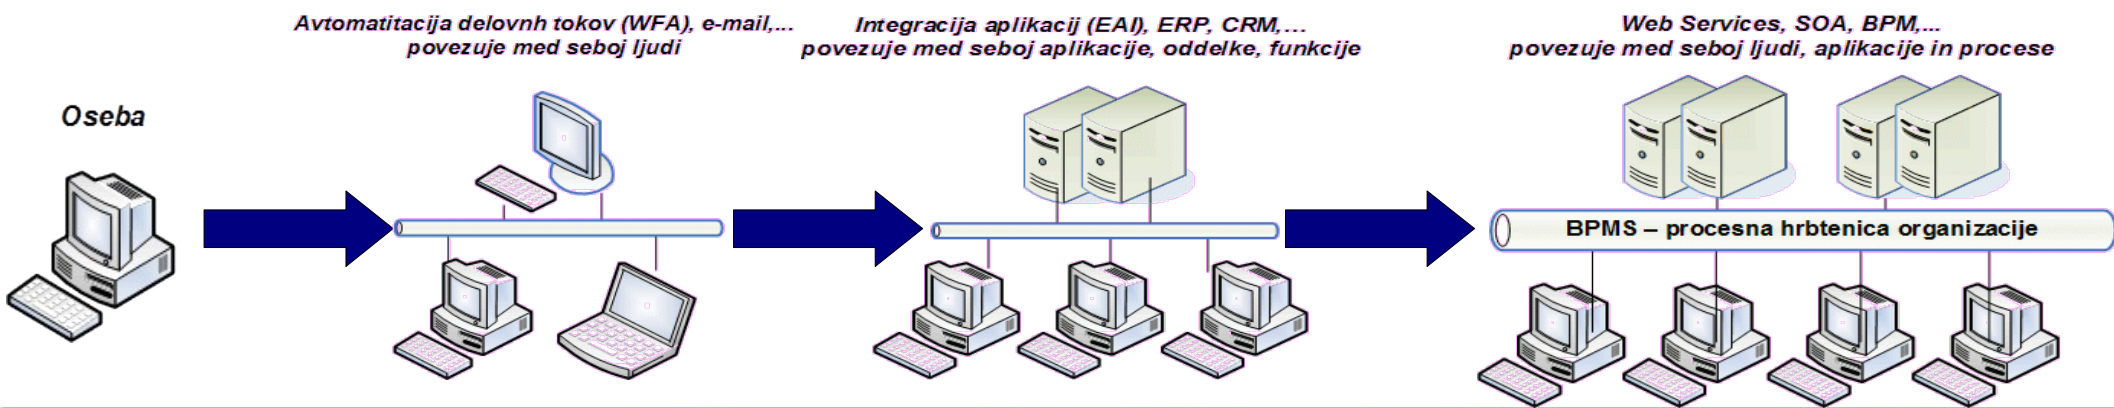 Oseba
Avtomatitacija delovnh tokov (WFA), e-mail,...
povezuje med seboj ljudi
Integracija aplikacij (EAI), ERP, CRM,...
povezuje med seboj aplikacije, oddelke, funkcije
Web Services, SOA, BPM,...
povezuje med seboj ljudi, aplikacije in procese
BPMS – procesna hrbtenica organizacije